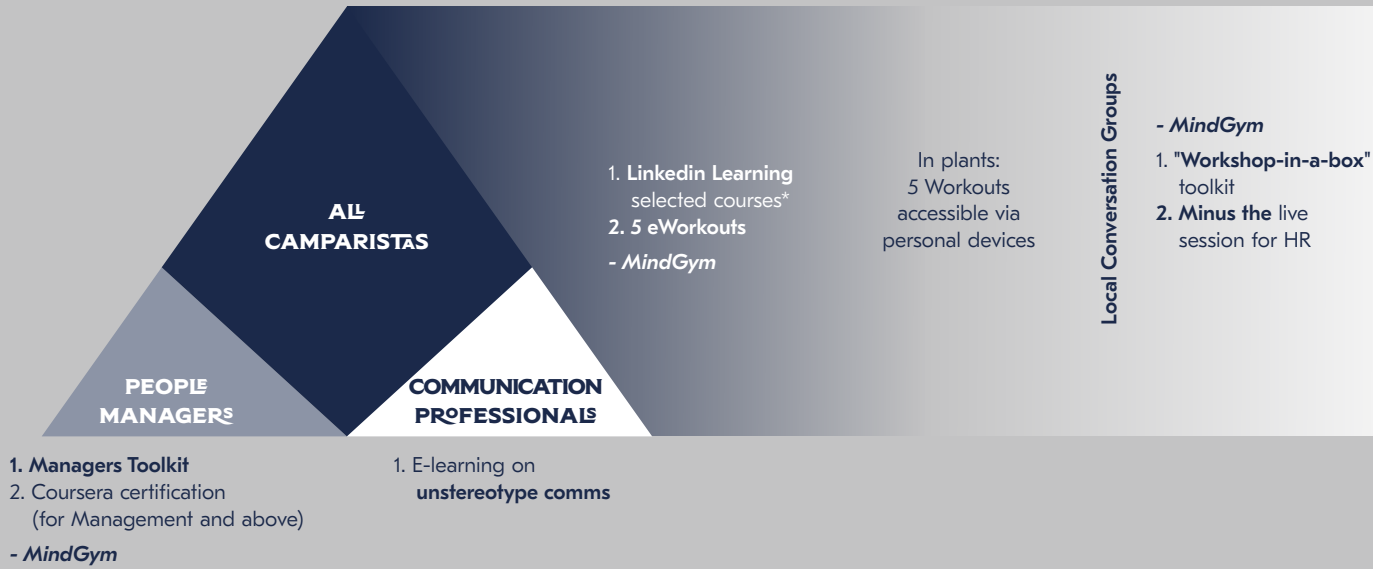 ALL
CAMPARISTAS
PEOPLE
MANAGERS
COMMUNICATION
PROFESSIONALS
1. Linkedin Learning
selected courses*
2. 5 eWorkouts
- MindGym
In plants:
5 Workouts
accessible via
personal devices
Local Conversation Groups
- MindGym
1. "Workshop-in-a-box"
toolkit
2. Minus the live
session for HR
1. Managers Toolkit
2. Coursera certification
(for Management and above)
- MindGym
1. E-learning on
unstereotype comms